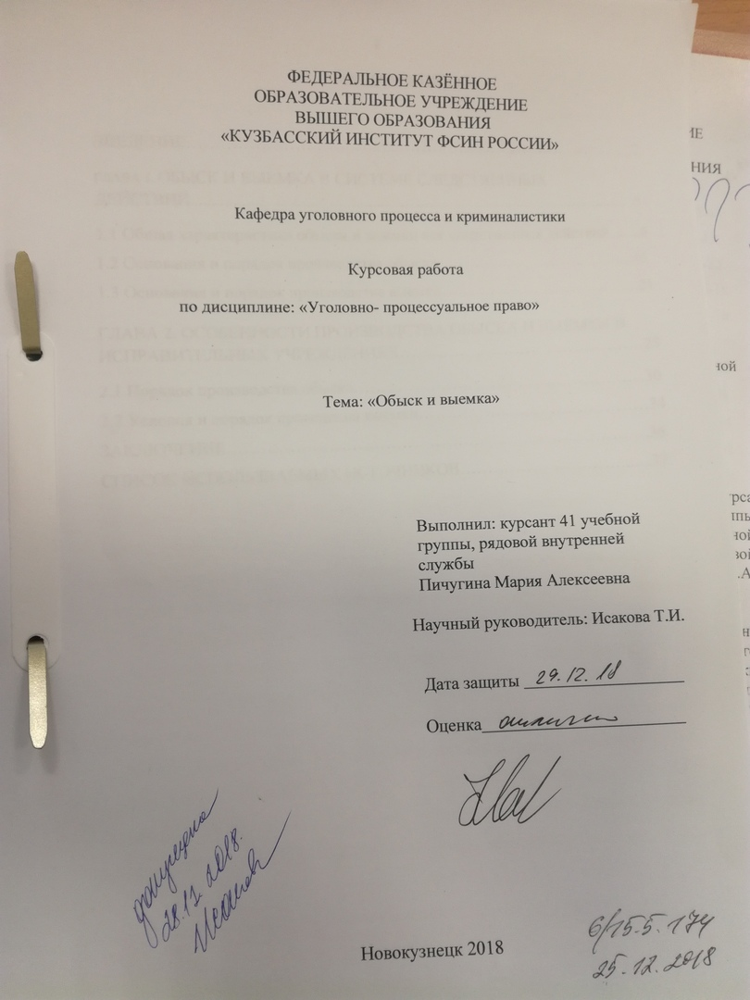 ФЕДЕРАЛЬНОЕ КАЗЁННОЕ
ОБРАЗОВАТЕЛЬНОЕ УЧРЕЖДЕНИЕ
ВЫШЕГО ОБРАЗОВАНИЯ
«КУЗБАССКИЙ ИНСТИТУТ ФСИН РОССИИ»
Кафедра уголовного процесса и криминалистики
Курсовая работа
по дисциплине: «Уголовно- процессуальное право»
Тема: «Обыск и выемка»
Выполнил: курсант 41 учебной
группы, рядовой внутренней
службы
Пичугина Мария Алексеевна
Научный руководитель: Исакова Т.И.
Дата защиты 29.12.18
Оценка отлично
допущена
28.12.2018.
Новокузнецк 2018
6/15.5.174
25.12.2018